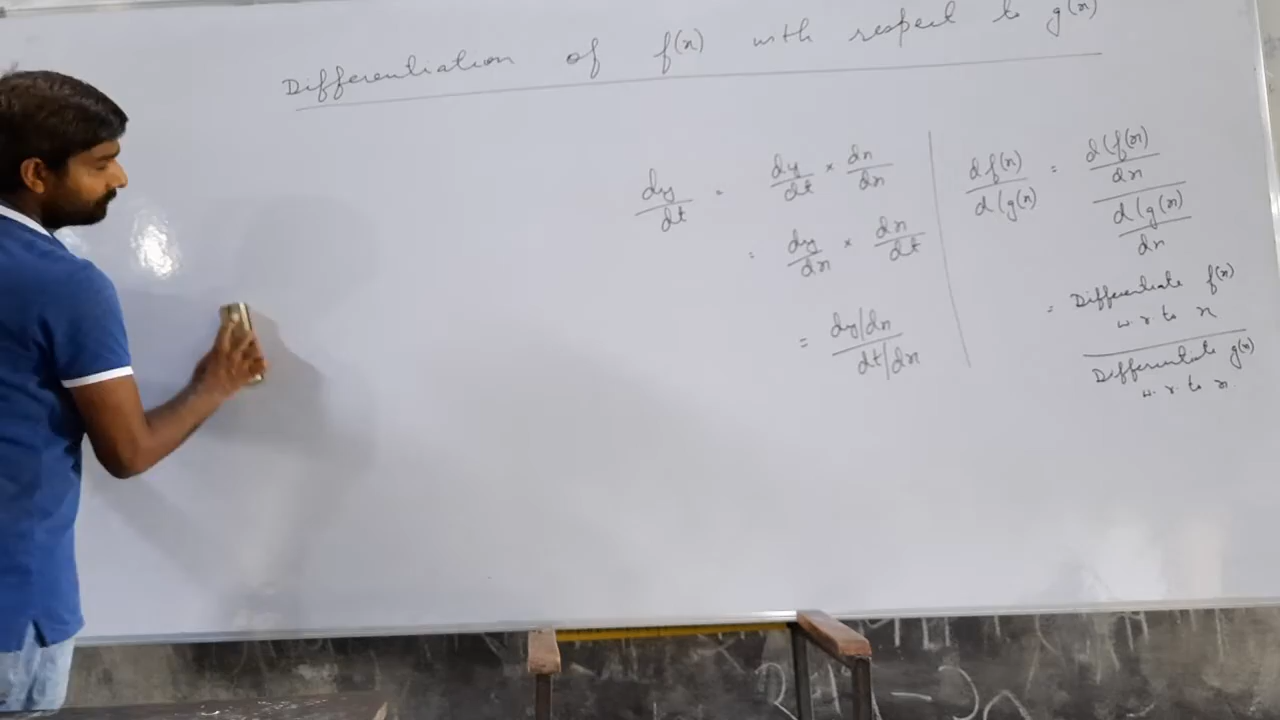 Differentiation of f(x) with respect to g(x)
dy/dt = dy/dt × dx/dx
= dy/dx × dx/dt
= dy/dx / dt/dx
d f(x) / d(g(x) = d(f(x) / dx / d(g(x) / dx
= Differentiate f(x)
w.r. to x
Differentiate g(x)
w.r. to x.